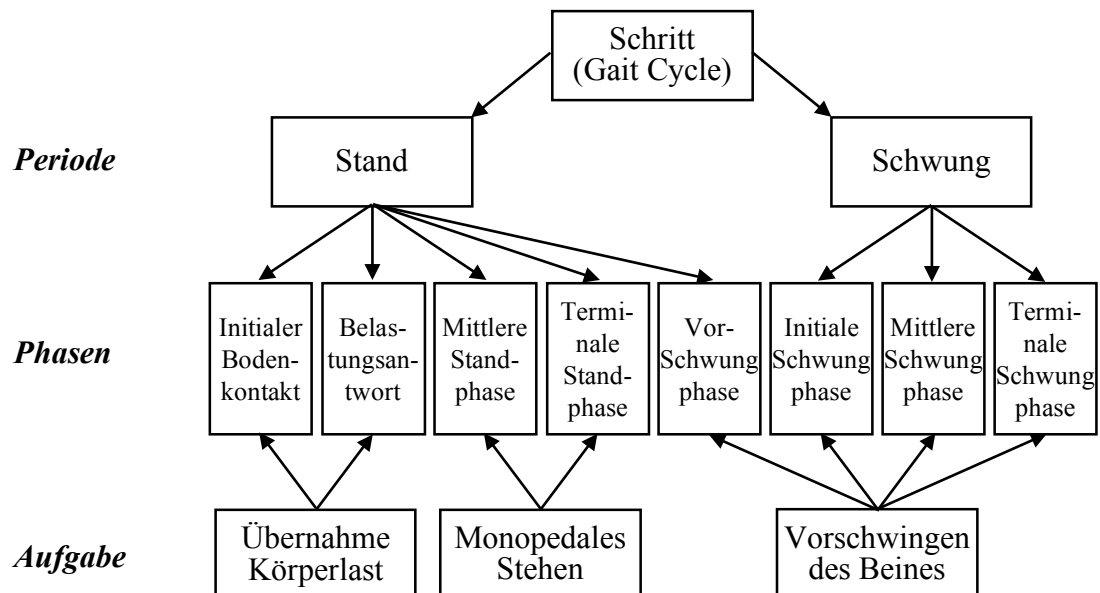 Schritt
(Gait Cycle)
Periode
Stand
Schwung
Phasen
Initialer
Boden-
kontakt
Belas-
tungsan-
twort
Mittlere
Stand-
phase
Termi-
nale
Stand-
phase
Vor-
Schwung
phase
Initiale
Schwung
phase
Mittlere
Schwung
phase
Termi-
nale
Schwung
phase
Aufgabe
Übernahme
Körperlast
Monopedales
Stehen
Vorschwingen
des Beines